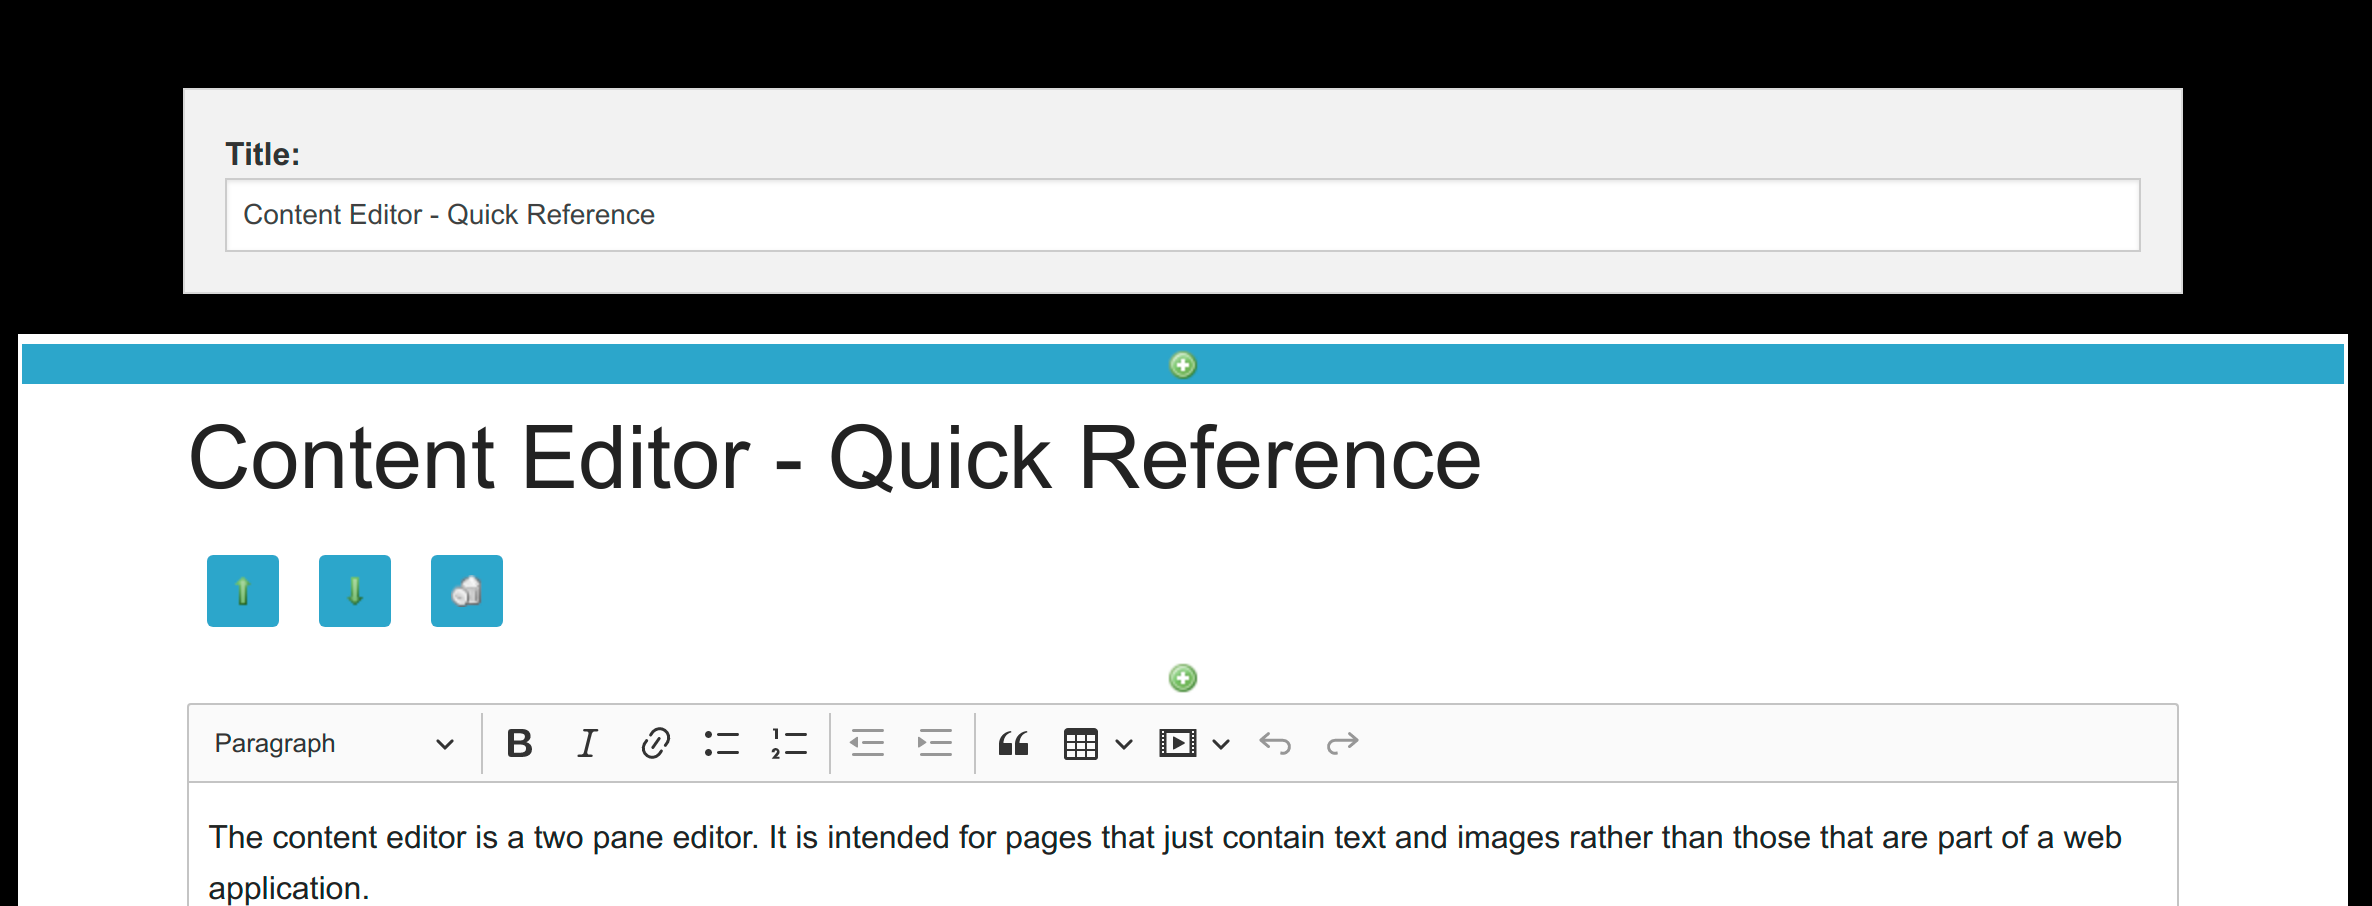 Title:
Content Editor - Quick Reference
Content Editor - Quick Reference
Paragraph
The content editor is a two pane editor. It is intended for pages that just contain text and images rather than those that are part of a web
application.